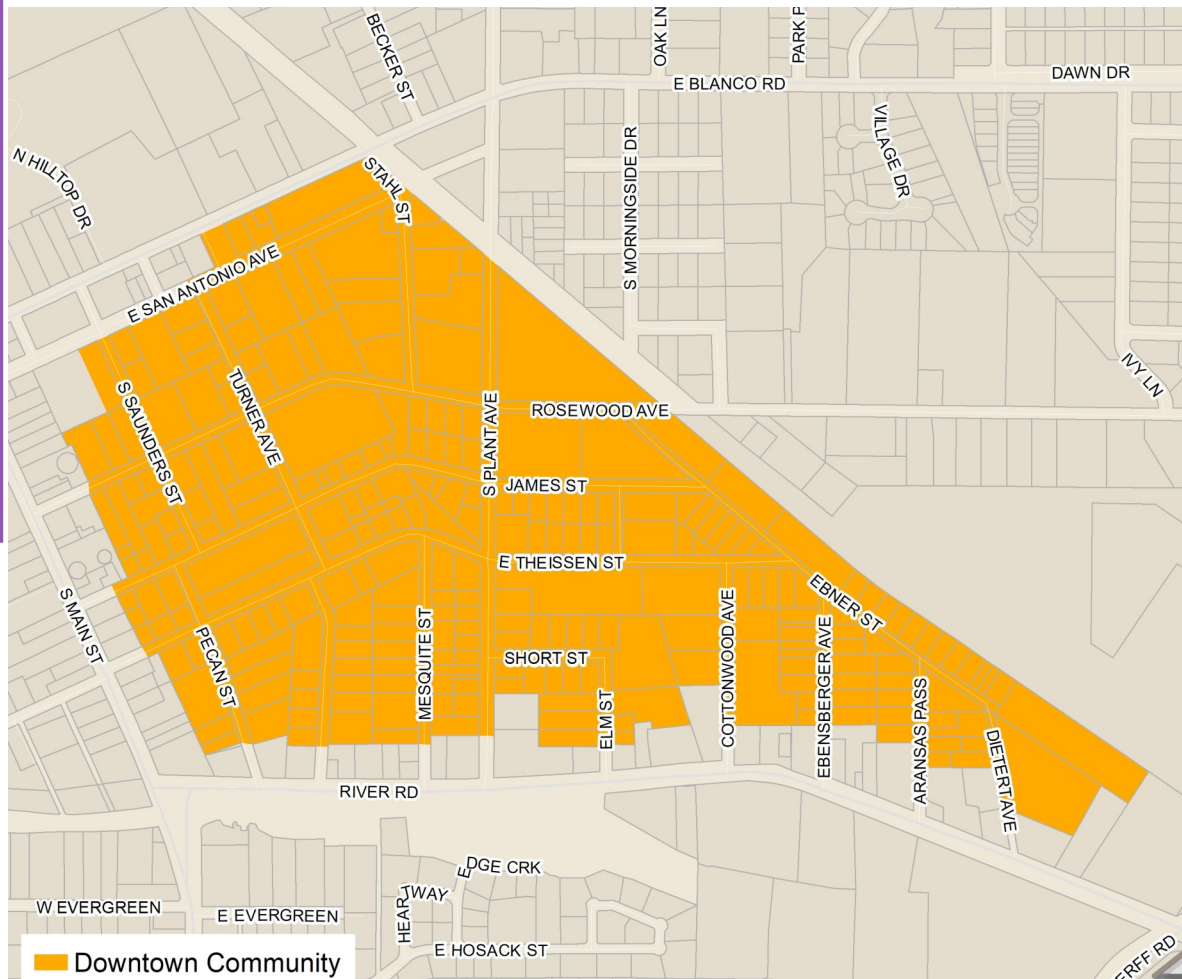 BECKER ST
OAK LN
PARK P
E BLANCO RD
DAWN DR
N HILLTOP DR
STAHL ST
S MORNINGSIDE DR
VILLAGE DR
E SAN ANTONIO AVE
IVY LN
S SAUNDERS ST
TURNER AVE
S PLANT AVE
ROSEWOOD AVE
JAMES ST
E THEISSEN ST
S MAIN ST
PECAN ST
MESQUITE ST
SHORT ST
ELM ST
COTTONWOOD AVE
EBENSBERGER AVE
EBNER ST
ARANSAS PASS
DIETERT AVE
RIVER RD
EDGE CRK
HEARTWAY
W EVERGREEN
E EVERGREEN
E HOSACK ST
ERFF RD
Downtown Community